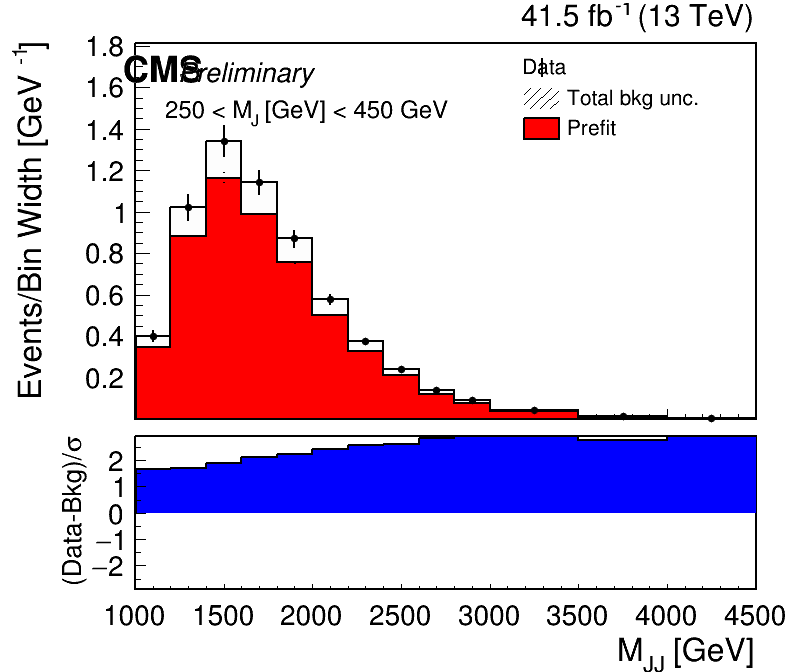 41.5 fb-1 (13 TeV)
CMS Preliminary
250 < MJ [GeV] < 450 GeV
Data
Total bkg unc.
Prefit
Events/Bin Width [GeV-1]
1.8
1.6
1.4
1.2
1
0.8
0.6
0.4
0.2
(Data-Bkg)/σ
2
1
0
−1
−2
1000 1500 2000 2500 3000 3500 4000 4500
MJJ [GeV]